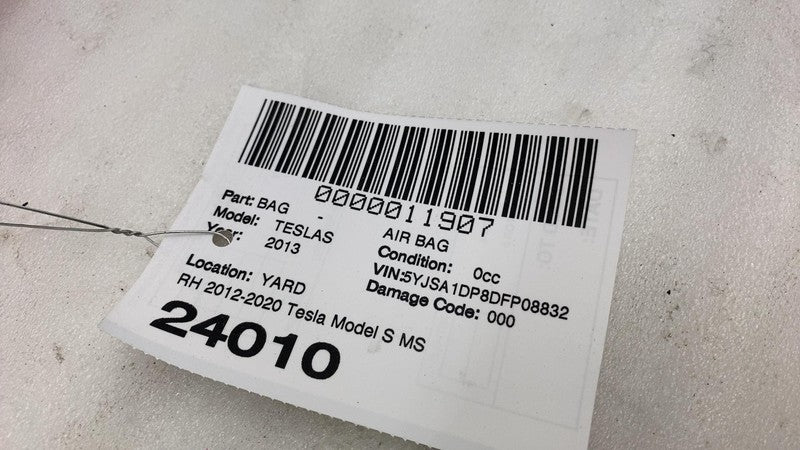 0000011907
Part: BAG - AIR BAG
Model: TESLAS Condition: 0cc
Year: 2013 VIN:5YJSA1DP8DFP08832
Location: YARD Damage Code: 000
RH 2012-2020 Tesla Model S MS
24010